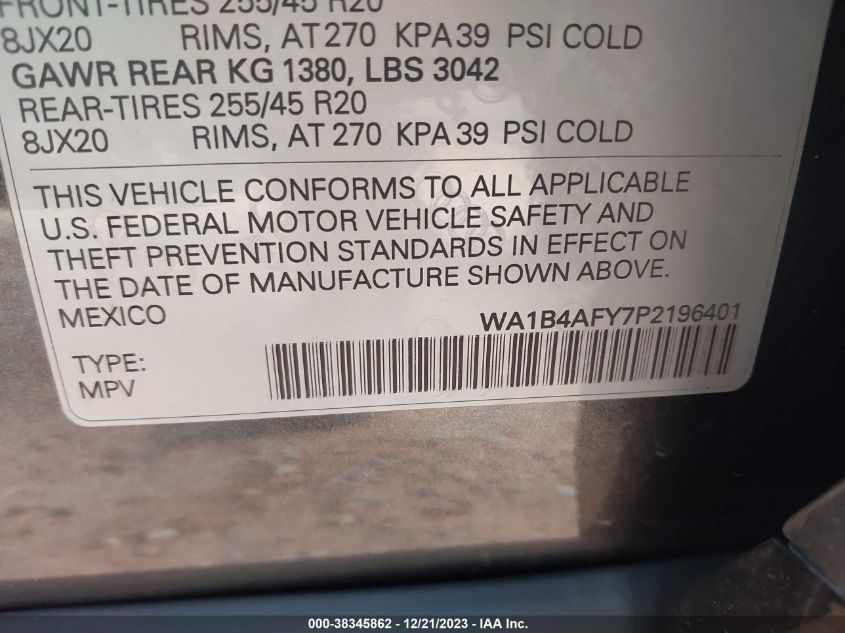 FRONT-TIRES 255/45 R20
8JX20 RIMS, AT 270 KPA 39 PSI COLD
GAWR REAR KG 1380, LBS 3042
REAR-TIRES 255/45 R20
8JX20 RIMS, AT 270 KPA 39 PSI COLD
THIS VEHICLE CONFORMS TO ALL APPLICABLE
U.S. FEDERAL MOTOR VEHICLE SAFETY AND
THEFT PREVENTION STANDARDS IN EFFECT ON
THE DATE OF MANUFACTURE SHOWN ABOVE.
MEXICO WA1B4AFY7P2196401
TYPE:
MPV
000-38345862 - 12/21/2023 - IAA Inc.